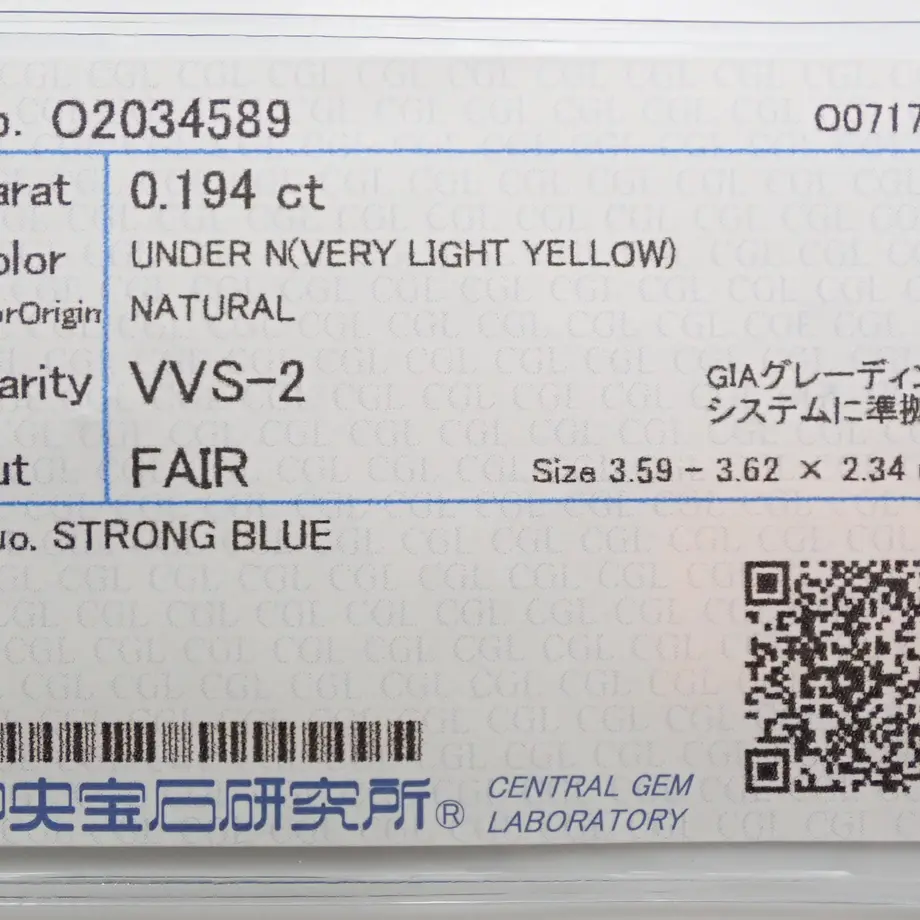 o. O2034589
O0717
arat 0.194 ct
olor UNDER N(VERY LIGHT YELLOW)
orOrigin NATURAL
arity VVS-2
GIAグレーディン
システムに準拠
ut FAIR
Size 3.59 - 3.62 × 2.34
uo. STRONG BLUE
中央宝石研究所®
CENTRAL GEM
LABORATORY